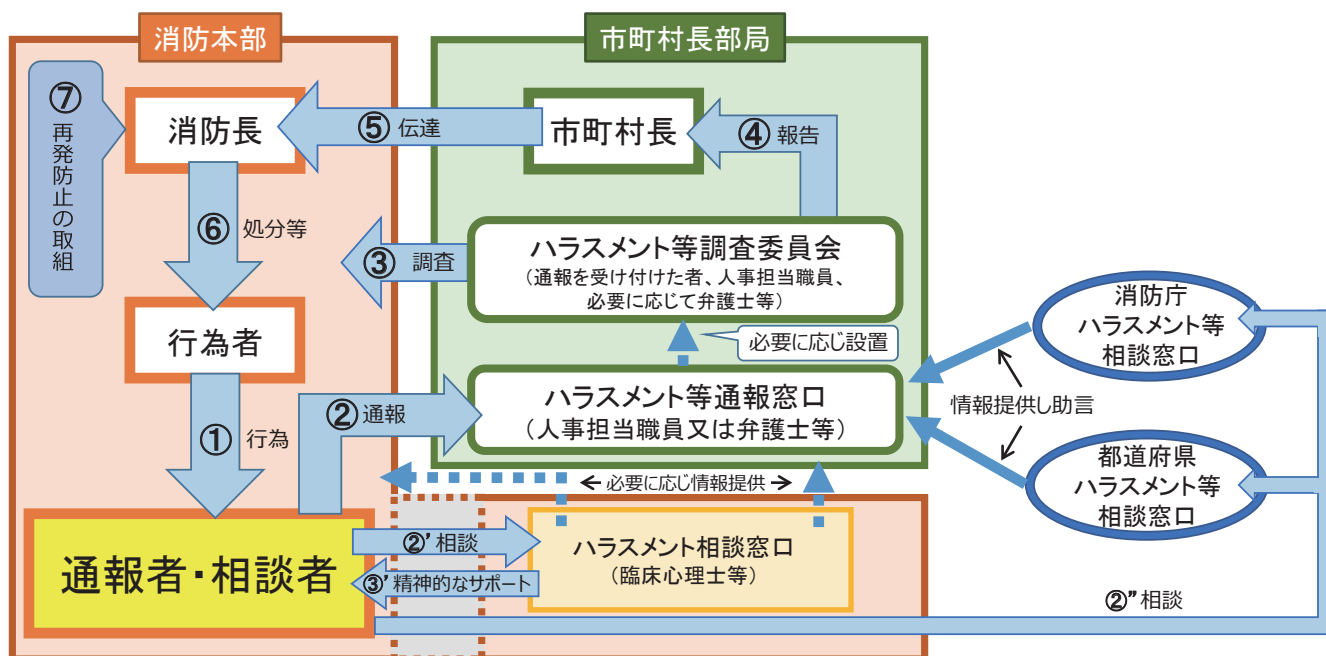 消防本部
市町村長部局
⑦
再発防止の取組
消防長
⑤ 伝達
市町村長
④ 報告
⑥ 処分等
③ 調査
ハラスメント等調査委員会
（通報を受け付けた者、人事担当職員、
必要に応じて弁護士等）
必要に応じ設置
行為者
① 行為
② 通報
ハラスメント等通報窓口
（人事担当職員又は弁護士等）
消防庁
ハラスメント等
相談窓口
情報提供し助言
都道府県
ハラスメント等
相談窓口
必要に応じ情報提供
通報者・相談者
②’相談
③’精神的なサポート
ハラスメント相談窓口
（臨床心理士等）
②”相談